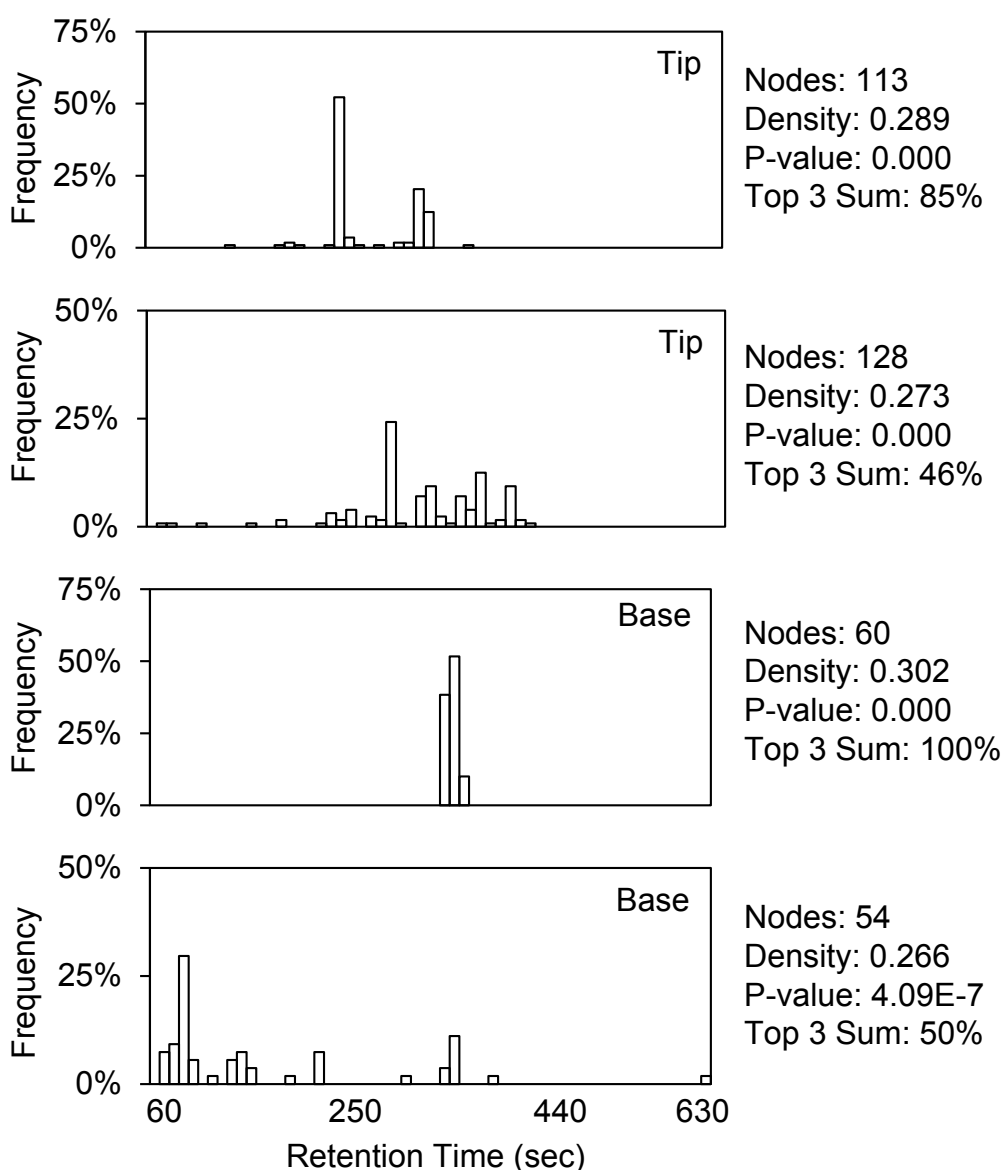 75%
50%
25%
0%
Frequency
Tip
Nodes: 113
Density: 0.289
P-value: 0.000
Top 3 Sum: 85%
50%
25%
0%
Frequency
Tip
Nodes: 128
Density: 0.273
P-value: 0.000
Top 3 Sum: 46%
75%
50%
25%
0%
Frequency
Base
Nodes: 60
Density: 0.302
P-value: 0.000
Top 3 Sum: 100%
50%
25%
0%
Frequency
Base
Nodes: 54
Density: 0.266
P-value: 4.09E-7
Top 3 Sum: 50%
60 250 440 630
Retention Time (sec)